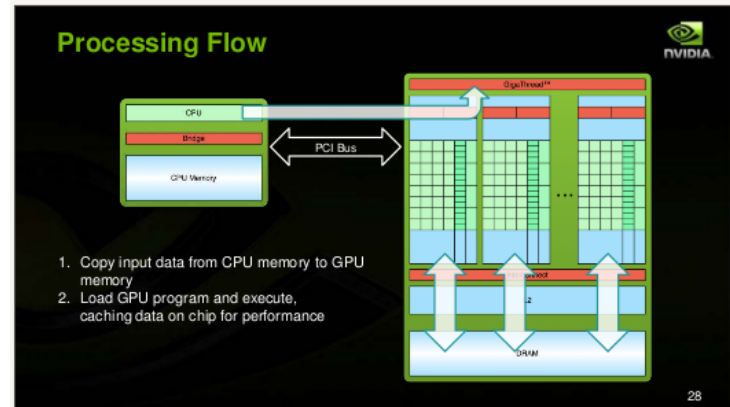 Processing Flow
NVIDIA.
GigaThread™
CPU
Bridge
PCI Bus
CPU Memory
1. Copy input data from CPU memory to GPU
memory
2. Load GPU program and execute,
caching data on chip for performance
DRAM
28